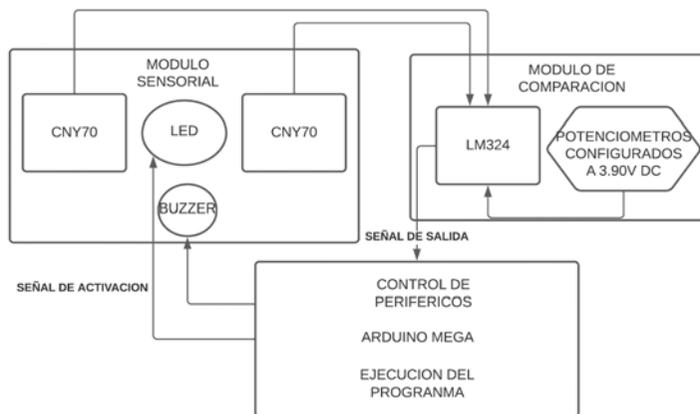 MODULO
SENSORIAL
CNY70
LED
CNY70
BUZZER
MODULO DE
COMPARACION
LM324
POTENCIOMETROS
CONFIGURADOS
A 3.90V DC
SEÑAL DE SALIDA
SEÑAL DE ACTIVACION
CONTROL DE
PERIFERICOS
ARDUINO MEGA
EJECUCION DEL
PROGRANMA